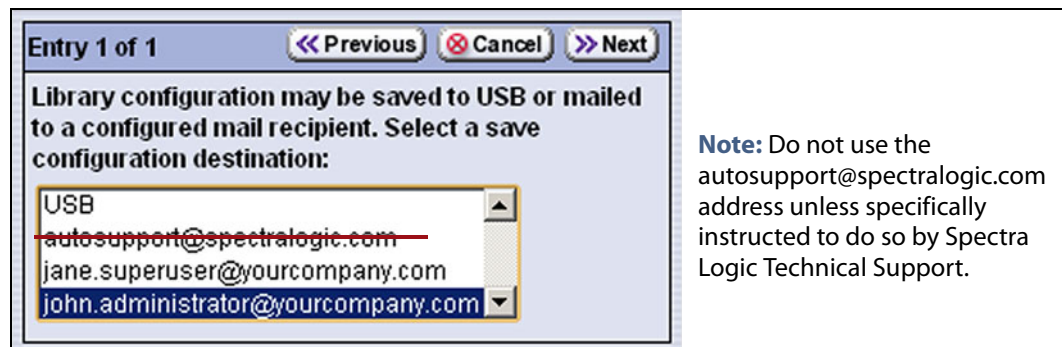 Entry 1 of 1 Previous Cancel Next
Library configuration may be saved to USB or mailed
to a configured mail recipient. Select a save
configuration destination:
USB
autosupport@spectralogic.com
jane.superuser@yourcompany.com
john.administrator@yourcompany.com
Note: Do not use the
autosupport@spectralogic.com
address unless specifically
instructed to do so by Spectra
Logic Technical Support.